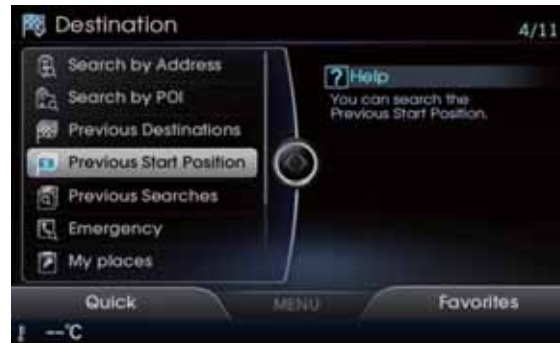 Destination
4/11
Search by Address
Search by POI
Previous Destinations
Previous Start Position
Previous Searches
Emergency
My places
? Help
You can search the
Previous Start Position.
Quick
MENU
Favorites
--°C